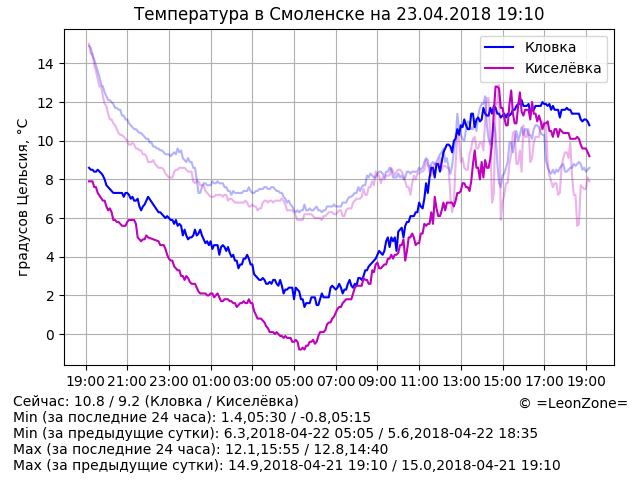 Температура в Смоленске на 23.04.2018 19:10
Кловка
Киселёвка
градусов Цельсия, °C
14
12
10
8
6
4
2
0
19:00 21:00 23:00 01:00 03:00 05:00 07:00 09:00 11:00 13:00 15:00 17:00 19:00
Сейчас: 10.8 / 9.2 (Кловка / Киселёвка)
© =LeonZone=
Min (за последние 24 часа): 1.4,05:30 / -0.8,05:15
Min (за предыдущие сутки): 6.3,2018-04-22 05:05 / 5.6,2018-04-22 18:35
Max (за последние 24 часа): 12.1,15:55 / 12.8,14:40
Max (за предыдущие сутки): 14.9,2018-04-21 19:10 / 15.0,2018-04-21 19:10